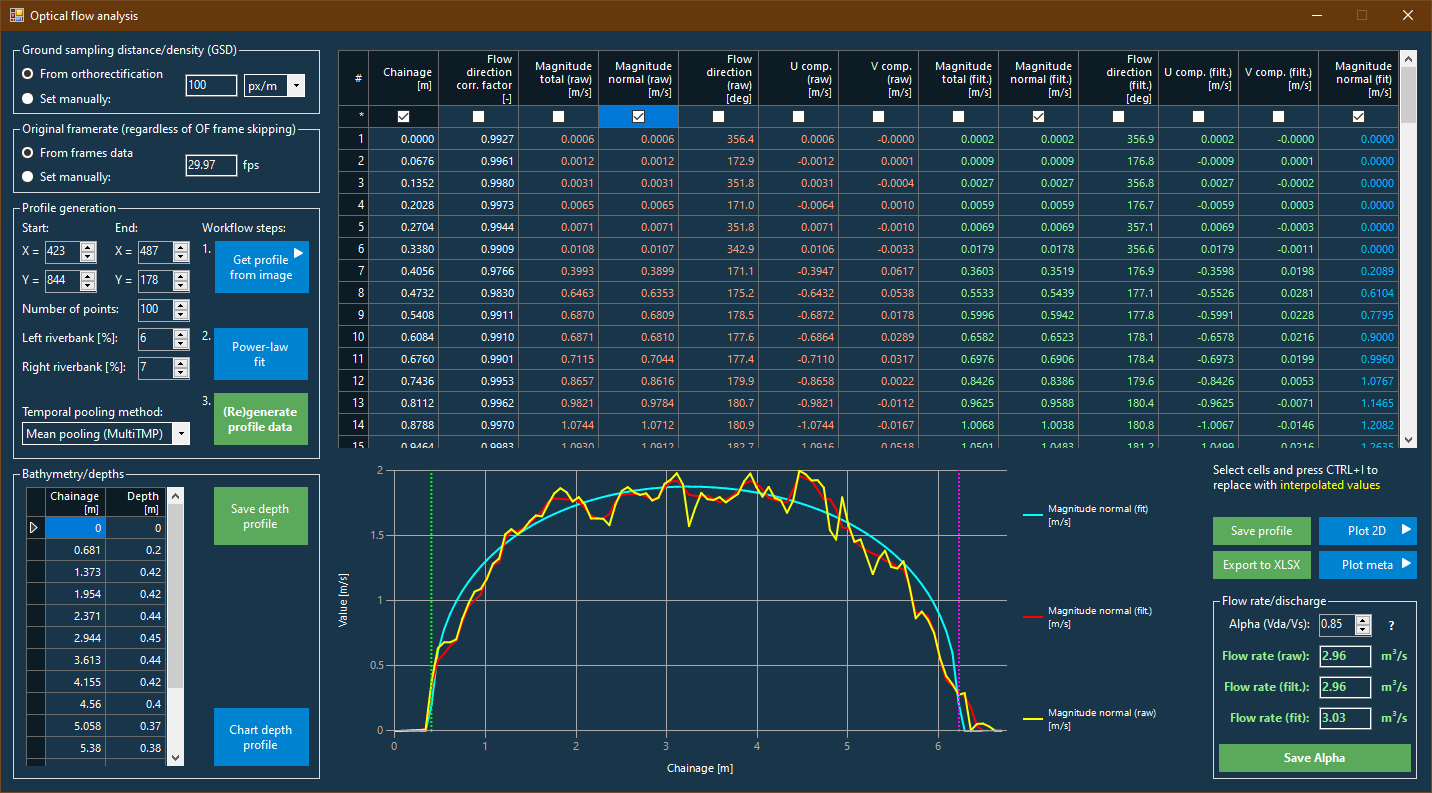 Optical flow analysis
Ground sampling distance/density (GSD)
From orthorectification
100
px/m
Set manually:
Original framerate (regardless of OF frame skipping)
From frames data
29.97
fps
Set manually:
Profile generation
Start: End: Workflow steps:
X = 423 X = 487 1. Get profile
from image
Y = 844 Y = 178
Number of points: 100
Left riverbank [%]: 6
2. Power-law
fit
Right riverbank [%]: 7
3. (Re)generate
profile data
Temporal pooling method:
Mean pooling (MultiTMP)
Bathymetry/depths
Chainage [m] Depth [m]
0 0
0.681 0.2
1.373 0.42
1.954 0.42
2.371 0.44
2.944 0.45
3.613 0.44
4.155 0.42
4.56 0.4
5.058 0.37
5.38 0.38
Save depth
profile
Chart depth
profile
# Chainage [m] Flow direction corr. factor [-] Magnitude total (raw) [m/s] Magnitude normal (raw) [m/s] Flow direction (raw) [deg] U comp. (raw) [m/s] V comp. (raw) [m/s] Magnitude total (filt.) [m/s] Magnitude normal (filt.) [m/s] Flow direction (filt.) [deg] U comp. (filt.) [m/s] V comp. (filt.) [m/s] Magnitude normal (fit) [m/s]
*
1 0.0000 0.9927 0.0006 0.0006 356.4 0.0006 -0.0000 0.0002 0.0002 356.9 0.0002 -0.0000 0.0000
2 0.0676 0.9961 0.0012 0.0012 172.9 -0.0012 0.0001 0.0009 0.0009 176.8 -0.0009 0.0001 0.0000
3 0.1352 0.9980 0.0031 0.0031 351.8 0.0031 -0.0004 0.0027 0.0027 356.8 0.0027 -0.0002 0.0000
4 0.2028 0.9973 0.0065 0.0065 171.0 -0.0064 0.0010 0.0059 0.0059 176.7 -0.0059 0.0003 0.0000
5 0.2704 0.9944 0.0071 0.0071 351.8 0.0071 -0.0010 0.0069 0.0069 357.1 0.0069 -0.0003 0.0000
6 0.3380 0.9909 0.0108 0.0107 342.9 0.0106 -0.0033 0.0179 0.0178 356.6 0.0179 -0.0011 0.0000
7 0.4056 0.9766 0.3993 0.3899 171.1 -0.3947 0.0617 0.3603 0.3519 176.9 -0.3598 0.0198 0.2089
8 0.4732 0.9830 0.6463 0.6353 175.2 -0.6432 0.0538 0.5533 0.5439 177.1 -0.5526 0.0281 0.6104
9 0.5408 0.9911 0.6870 0.6809 178.5 -0.6872 0.0178 0.5996 0.5942 177.8 -0.5991 0.0228 0.7795
10 0.6084 0.9910 0.6871 0.6810 177.6 -0.6864 0.0289 0.6582 0.6523 178.1 -0.6578 0.0216 0.9000
11 0.6760 0.9901 0.7115 0.7044 177.4 -0.7110 0.0317 0.6976 0.6906 178.4 -0.6973 0.0199 0.9960
12 0.7436 0.9953 0.8657 0.8616 179.9 -0.8658 0.0022 0.8426 0.8386 179.6 -0.8426 0.0053 1.0767
13 0.8112 0.9962 0.9821 0.9784 180.7 -0.9821 -0.0112 0.9625 0.9588 180.4 -0.9625 -0.0071 1.1465
14 0.8788 0.9970 1.0744 1.0712 180.9 -1.0744 -0.0167 1.0068 1.0038 180.8 -1.0067 -0.0146 1.2082
15 0.9464 0.9983 1.0930 1.0912 182.7 -1.0916 -0.0518 1.0501 1.0483 181.2 -1.0499 -0.0216 1.2635
Value [m/s]
2
1.5
1
0.5
0
0 1 2 3 4 5 6
Chainage [m]
Magnitude normal (fit)
[m/s]
Magnitude normal (filt.)
[m/s]
Magnitude normal (raw)
[m/s]
Select cells and press CTRL+I to
replace with interpolated values
Save profile Plot 2D
Export to XLSX Plot meta
Flow rate/discharge
Alpha (Vda/Vs): 0.85 ?
Flow rate (raw): 2.96 m³/s
Flow rate (filt.): 2.96 m³/s
Flow rate (fit): 3.03 m³/s
Save Alpha